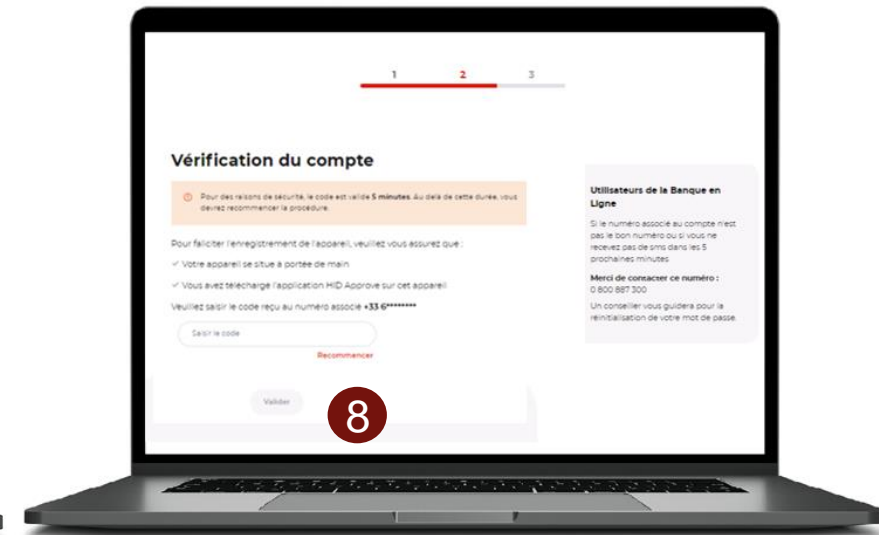 1 2 3
Vérification du compte
Pour des raisons de sécurité, le code est valide 5 minutes. Au delà de cette durée, vous
devrez recommencer la procédure.
Pour faliciter l'enregistrement de l'appareil, veuillez vous assurez que :
Votre appareil se situe à portée de main
Vous avez téléchargé l'application HID Approve sur cet appareil
Veuillez saisir le code reçu au numéro associé +33 6********
Saisir le code
Recommencer
Valider
8
Utilisateurs de la Banque en
Ligne
Si le numéro associé au compte n'est
pas le bon numéro ou si vous ne
recevez pas de sms dans les 5
prochaines minutes
Merci de contacter ce numéro :
0 800 887 300
Un conseiller vous guidera pour la
réinitialisation de votre mot de passe.